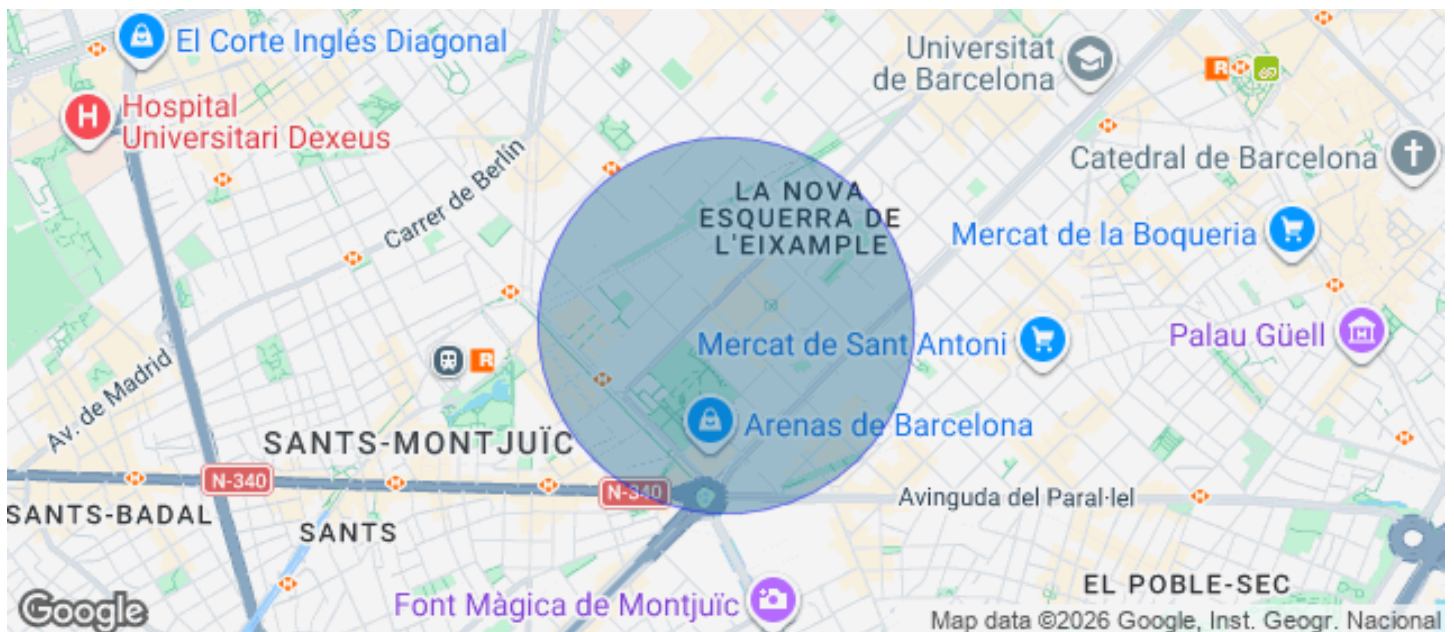 El Corte Inglés Diagonal
Universitat
de Barcelona
R
H
Hospital
Universitari Dexeus
Catedral de Barcelona
Carrer de Berlín
LA NOVA
ESQUERRA DE
L'EIXAMPLE
Mercat de la Boqueria
Mercat de Sant Antoni
Palau Güell
R
Av. de Madrid
Arenas de Barcelona
SANTS-MONTJUÏC
N-340
N-340
Avinguda del Paral·lel
SANTS-BADAL
SANTS
EL POBLE-SEC
Font Màgica de Montjuïc
Google
Map data ©2026 Google, Inst. Geogr. Nacional